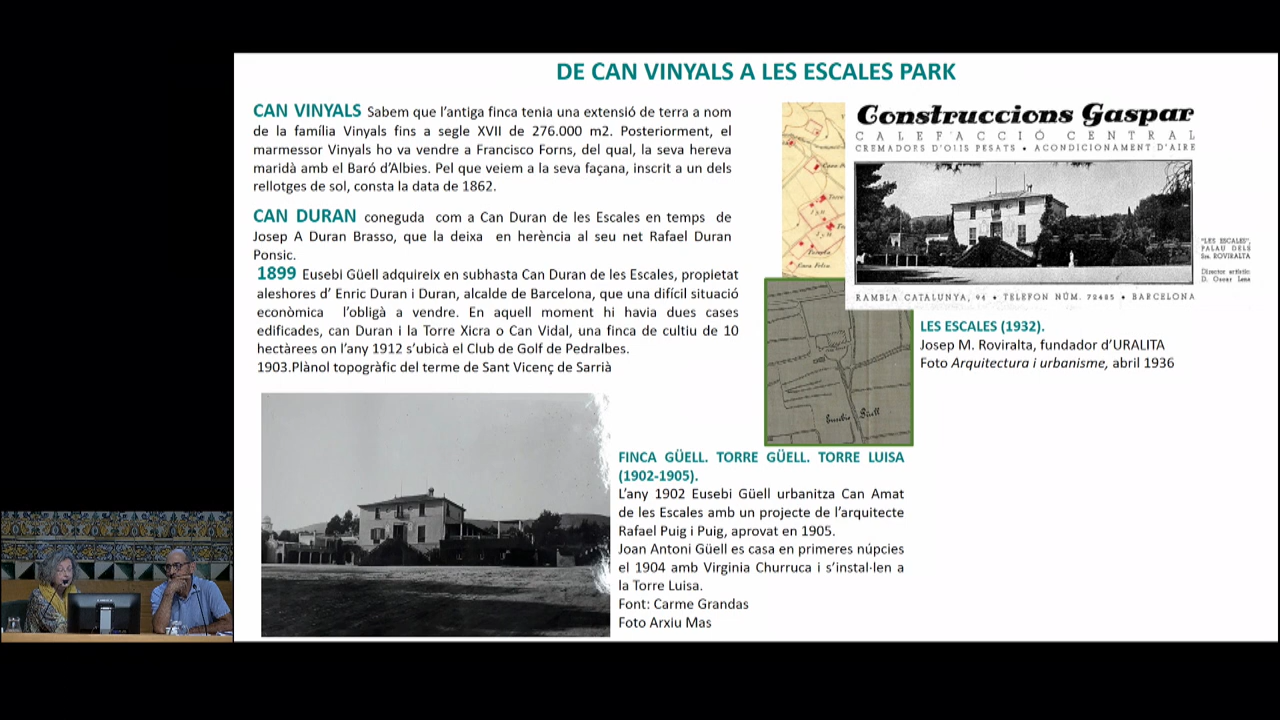 DE CAN VINYALS A LES ESCALES PARK
CAN VINYALS Sabem que l’antiga finca tenia una extensió de terra a nom
de la família Vinyals fins a segle XVII de 276.000 m2. Posteriorment, el
marmessor Vinyals ho va vendre a Francisco Forns, del qual, la seva hereva
maridà amb el Baró d’Albies. Pel que veiem a la seva façana, inscrit a un dels
rellotges de sol, consta la data de 1862.
CAN DURAN coneguda com a Can Duran de les Escales en temps de
Josep A Duran Brasso, que la deixa en herència al seu net Rafael Duran
Ponsic.
1899 Eusebi Güell adquireix en subhasta Can Duran de les Escales, propietat
aleshores d’ Enric Duran i Duran, alcalde de Barcelona, que una difícil situació
econòmica l’obligà a vendre. En aquell moment hi havia dues cases
edificades, can Duran i la Torre Xicra o Can Vidal, una finca de cultiu de 10
hectàrees on l’any 1912 s’ubicà el Club de Golf de Pedralbes.
1903.Plànol topogràfic del terme de Sant Vicenç de Sarrià
Construccions Gaspar
CALEFACCIÓ CENTRAL
CREMADORS D'OLIS PESATS • ACONDICIONAMENT D'AIRE
"LES ESCALES",
PALAU DELS
Srs. ROVIRALTA
Director artístic
D. Oscar Lena
RAMBLA CATALUNYA, 94 • TELEFON NÚM. 72485 • BARCELONA
LES ESCALES (1932).
Josep M. Roviralta, fundador d’URALITA
Foto Arquitectura i urbanisme, abril 1936
Eusebio Güell
FINCA GÜELL. TORRE GÜELL. TORRE LUISA
(1902-1905).
L’any 1902 Eusebi Güell urbanitza Can Amat
de les Escales amb un projecte de l’arquitecte
Rafael Puig i Puig, aprovat en 1905.
Joan Antoni Güell es casa en primeres núpcies
el 1904 amb Virginia Churruca i s’instal·len a
la Torre Luisa.
Font: Carme Grandas
Foto Arxiu Mas